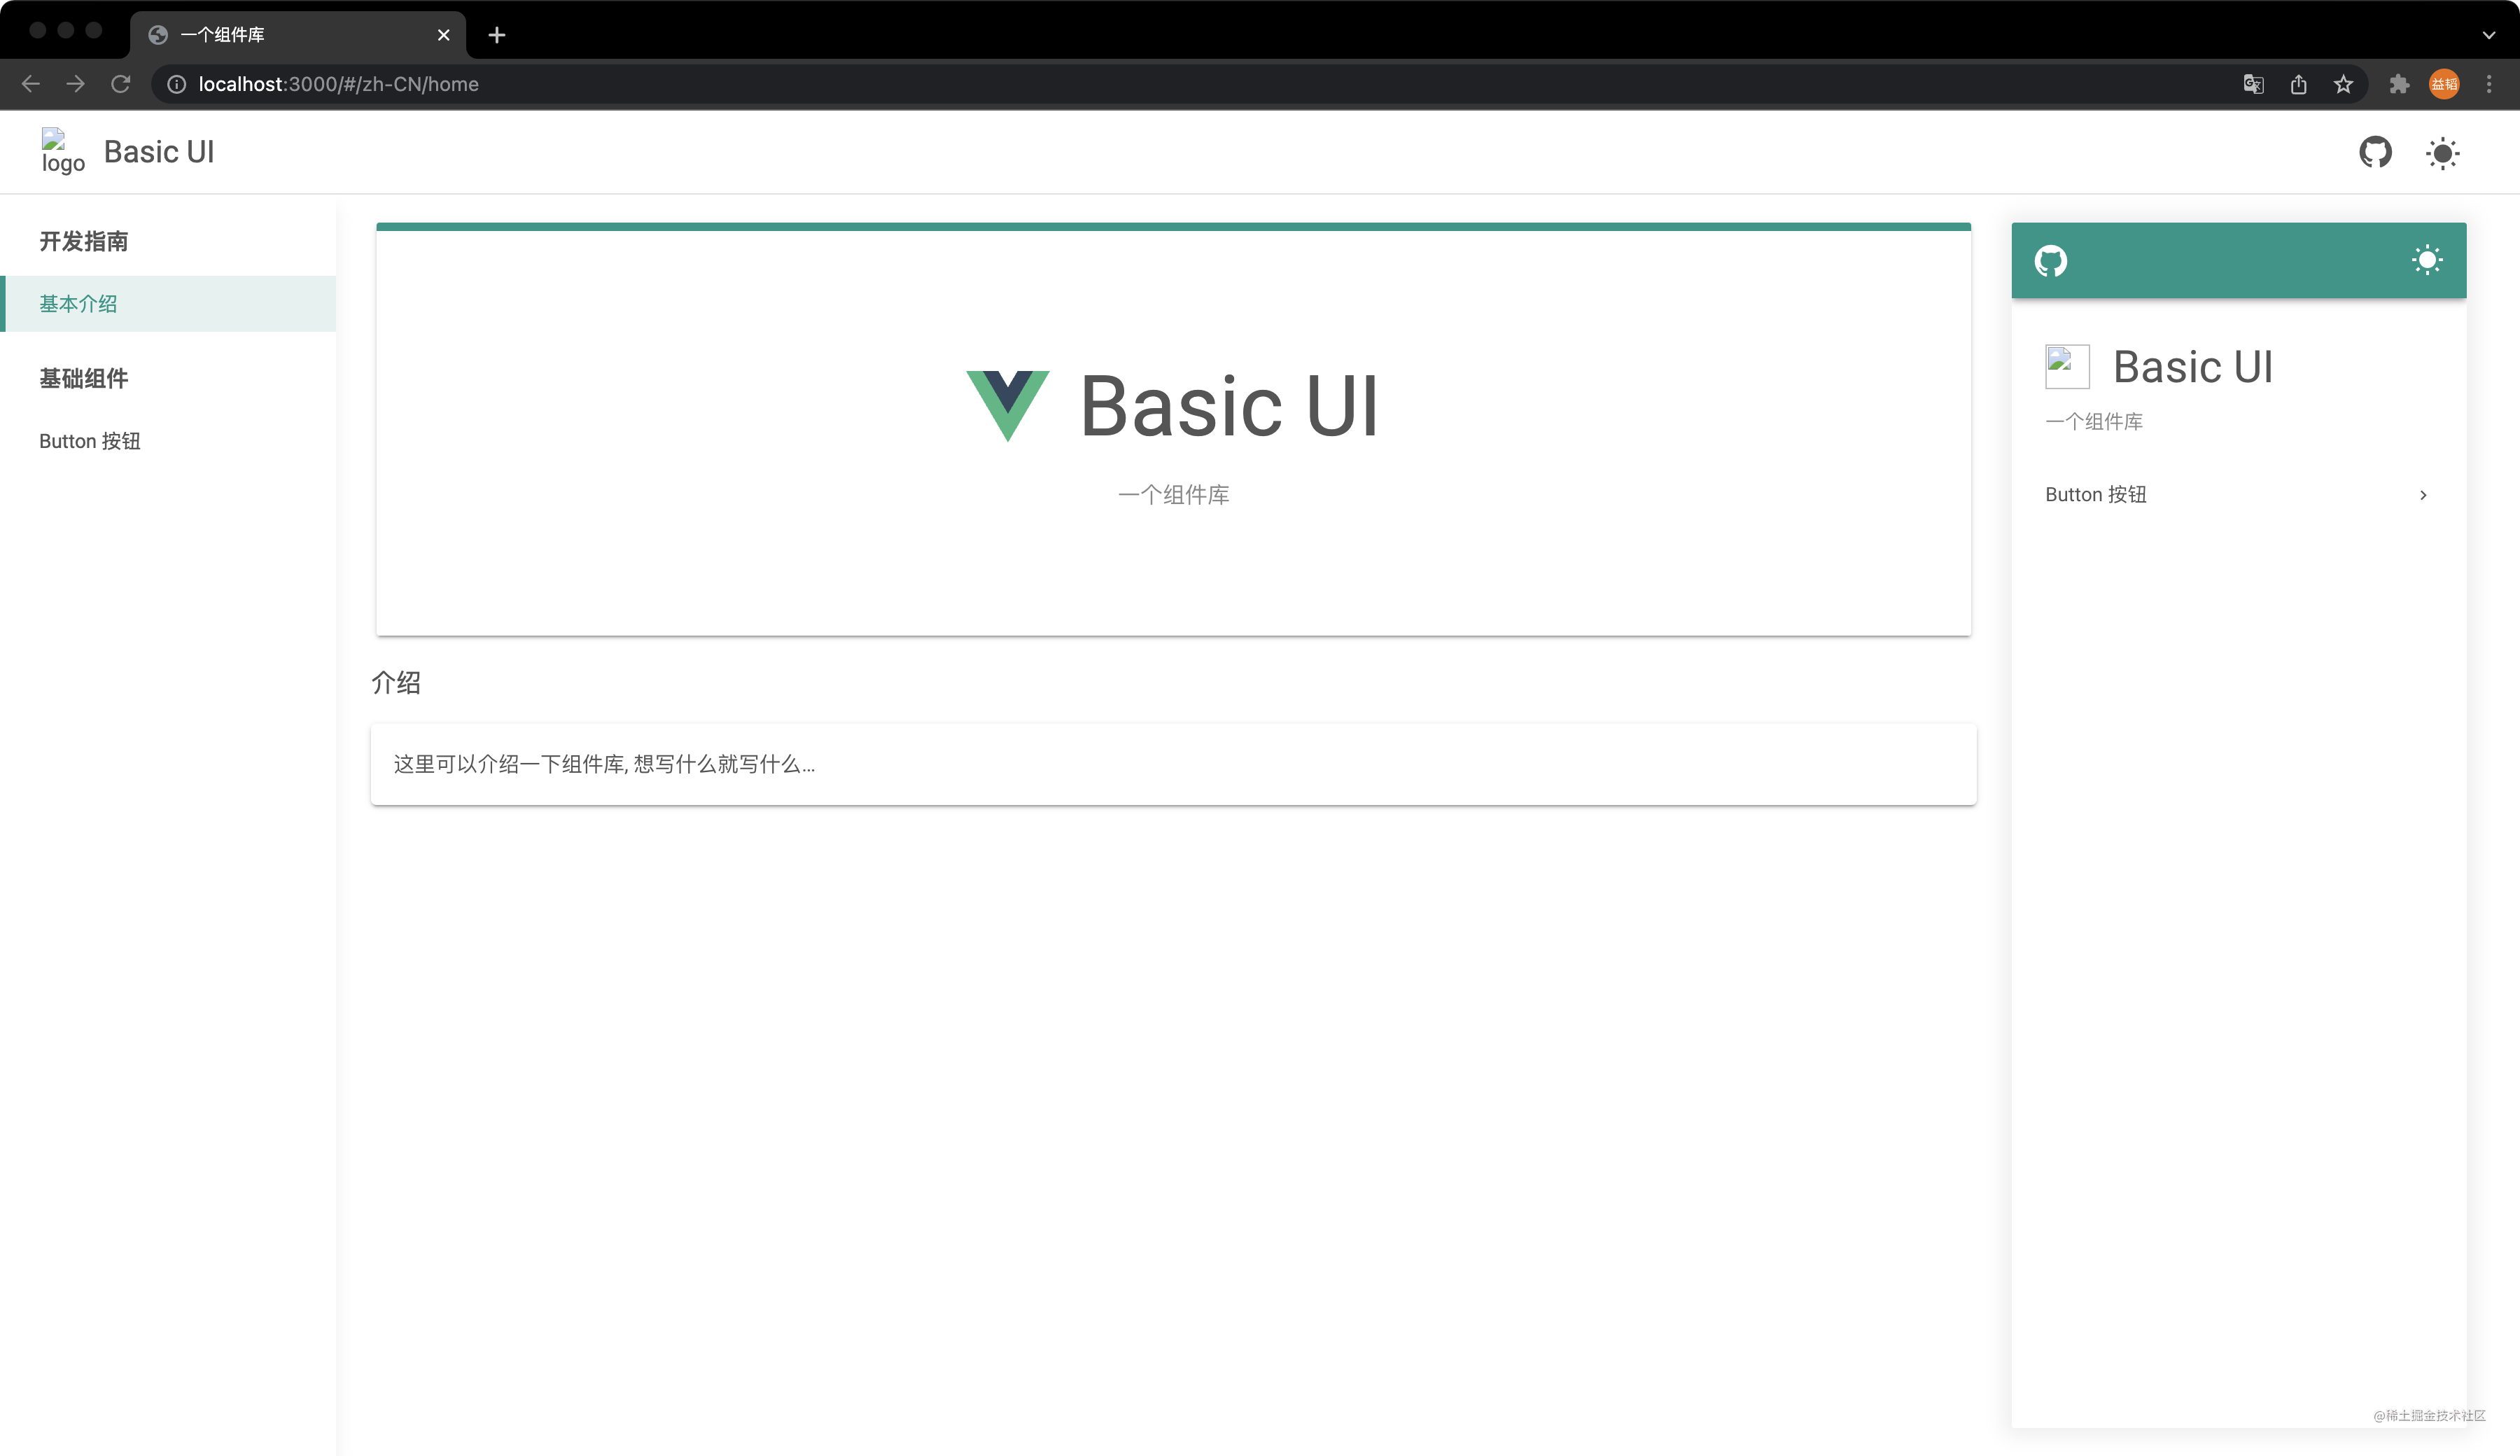 一个组件库
localhost:3000/#/zh-CN/home
益韬
logo
Basic UI
开发指南
基本介绍
基础组件
Button 按钮
Basic UI
一个组件库
介绍
这里可以介绍一下组件库, 想写什么就写什么...
Basic UI
一个组件库
Button 按钮
@稀土掘金技术社区